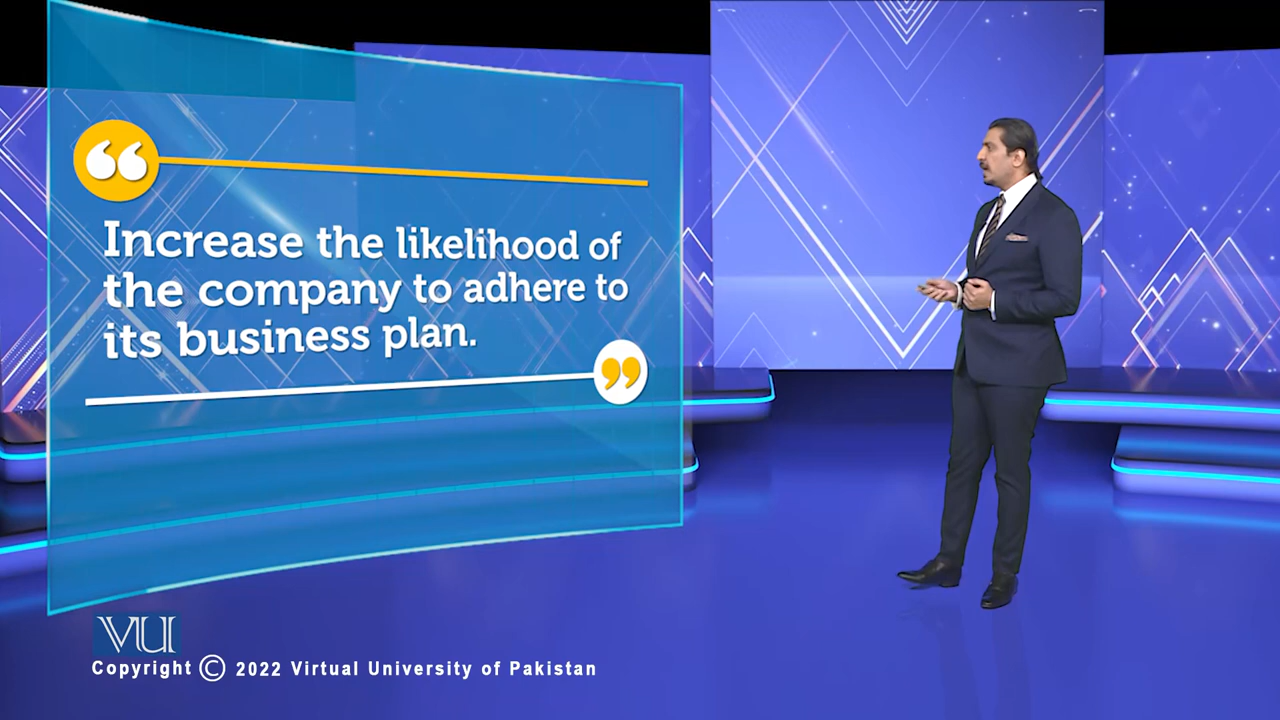 Increase the likelihood of
the company to adhere to
its business plan.
VU
Copyright © 2022 Virtual University of Pakistan